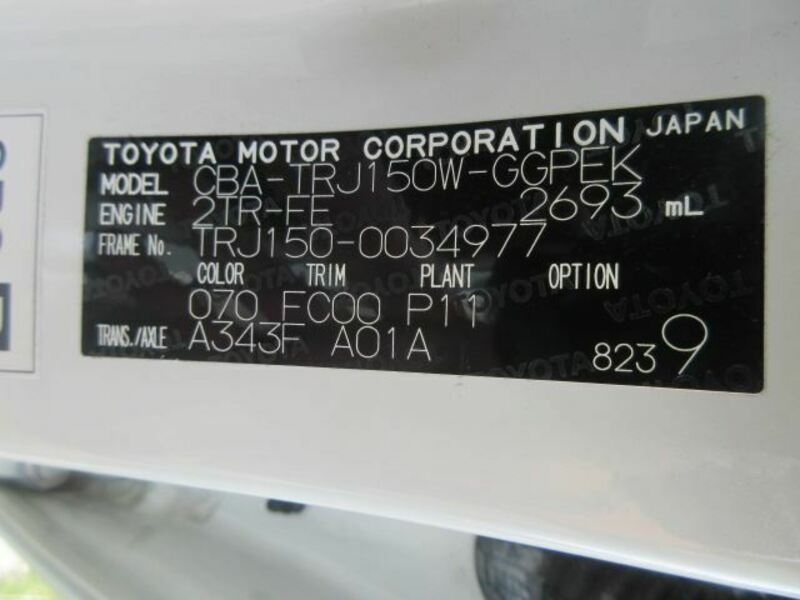 TOYOTA MOTOR CORPORATION JAPAN
MODEL CBA-TRJ150W-GGPEK
ENGINE 2TR-FE 2693 mL
FRAME No. TRJ150-0034977
COLOR TRIM PLANT OPTION
070 FC00 P11
TRANS./AXLE A343F A01A
8239